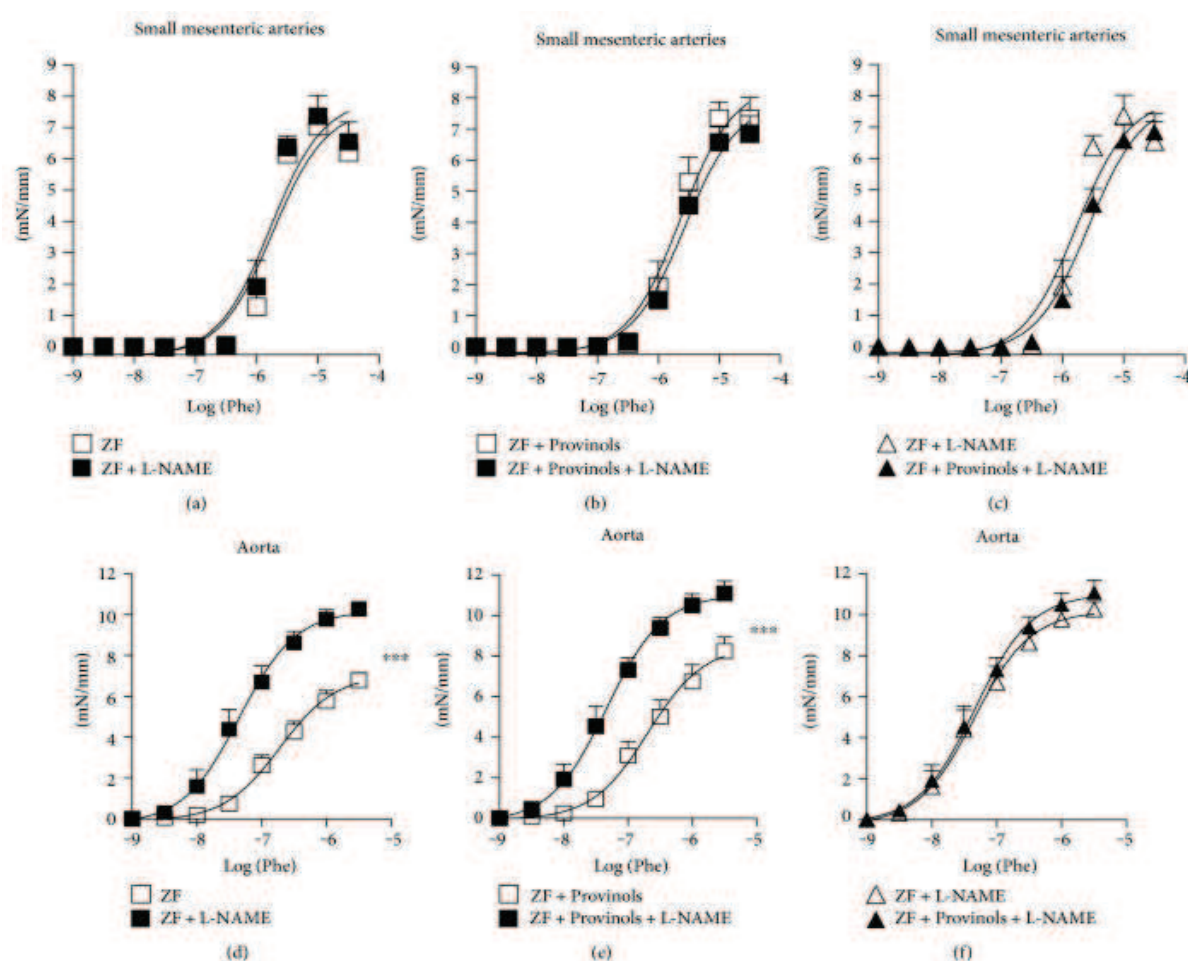 Small mesenteric arteries
9
8
7
6
5
4
3
2
1
0
(mN/mm)
−9 −8 −7 −6 −5 −4
Log (Phe)
ZF
ZF + L-NAME
(a)
Small mesenteric arteries
9
8
7
6
5
4
3
2
1
0
(mN/mm)
−9 −8 −7 −6 −5 −4
Log (Phe)
ZF + Provinols
ZF + Provinols + L-NAME
(b)
Small mesenteric arteries
9
8
7
6
5
4
3
2
1
0
(mN/mm)
−9 −8 −7 −6 −5 −4
Log (Phe)
ZF + L-NAME
ZF + Provinols + L-NAME
(c)
Aorta
12
10
8
6
4
2
0
(mN/mm)
***
−9 −8 −7 −6 −5
Log (Phe)
ZF
ZF + L-NAME
(d)
Aorta
12
10
8
6
4
2
0
(mN/mm)
***
−9 −8 −7 −6 −5
Log (Phe)
ZF + Provinols
ZF + Provinols + L-NAME
(e)
Aorta
12
10
8
6
4
2
0
(mN/mm)
−9 −8 −7 −6 −5
Log (Phe)
ZF + L-NAME
ZF + Provinols + L-NAME
(f)